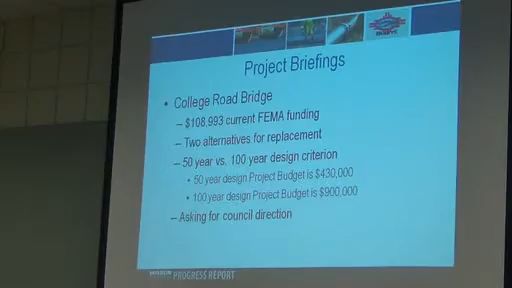 Project Briefings
• College Road Bridge
– $108,993 current FEMA funding
– Two alternatives for replacement
– 50 year vs. 100 year design criterion
• 50 year design Project Budget is $430,000
• 100 year design Project Budget is $900,000
– Asking for council direction
PROGRESS REPORT